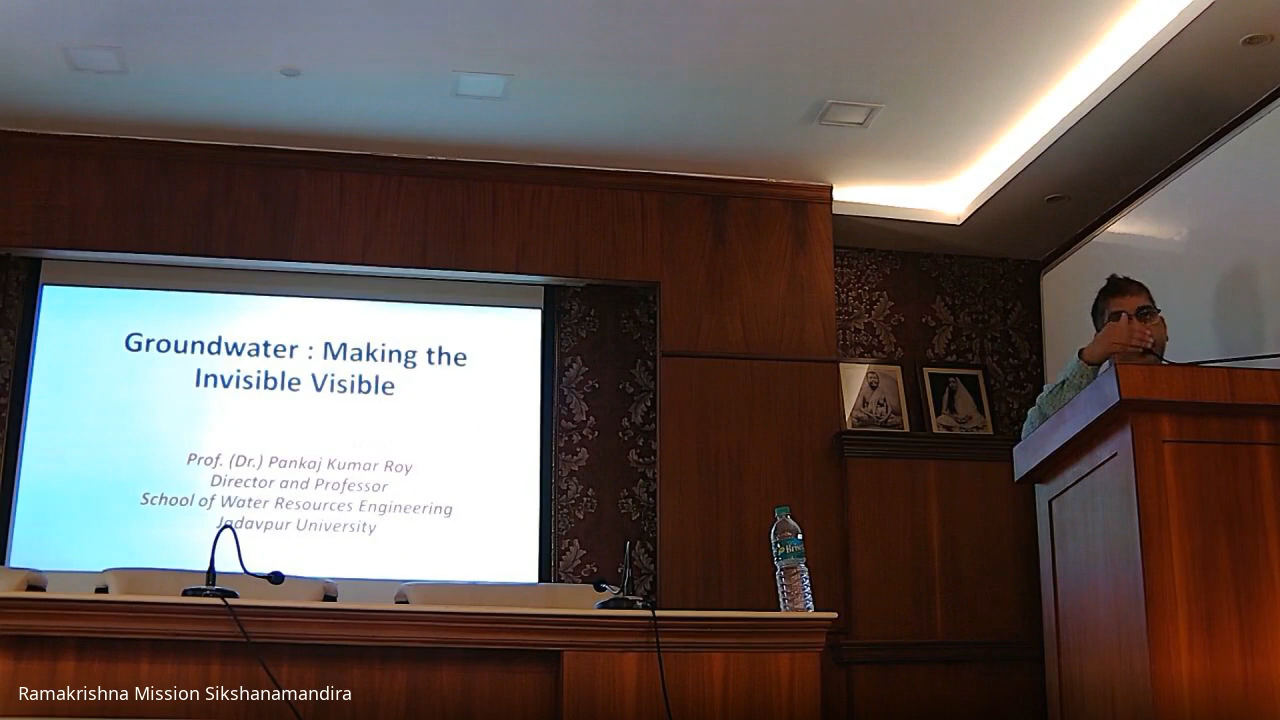 Groundwater : Making the
Invisible Visible
Prof. (Dr.) Pankaj Kumar Roy
Director and Professor
School of Water Resources Engineering
Jadavpur University
Ramakrishna Mission Sikshanamandira